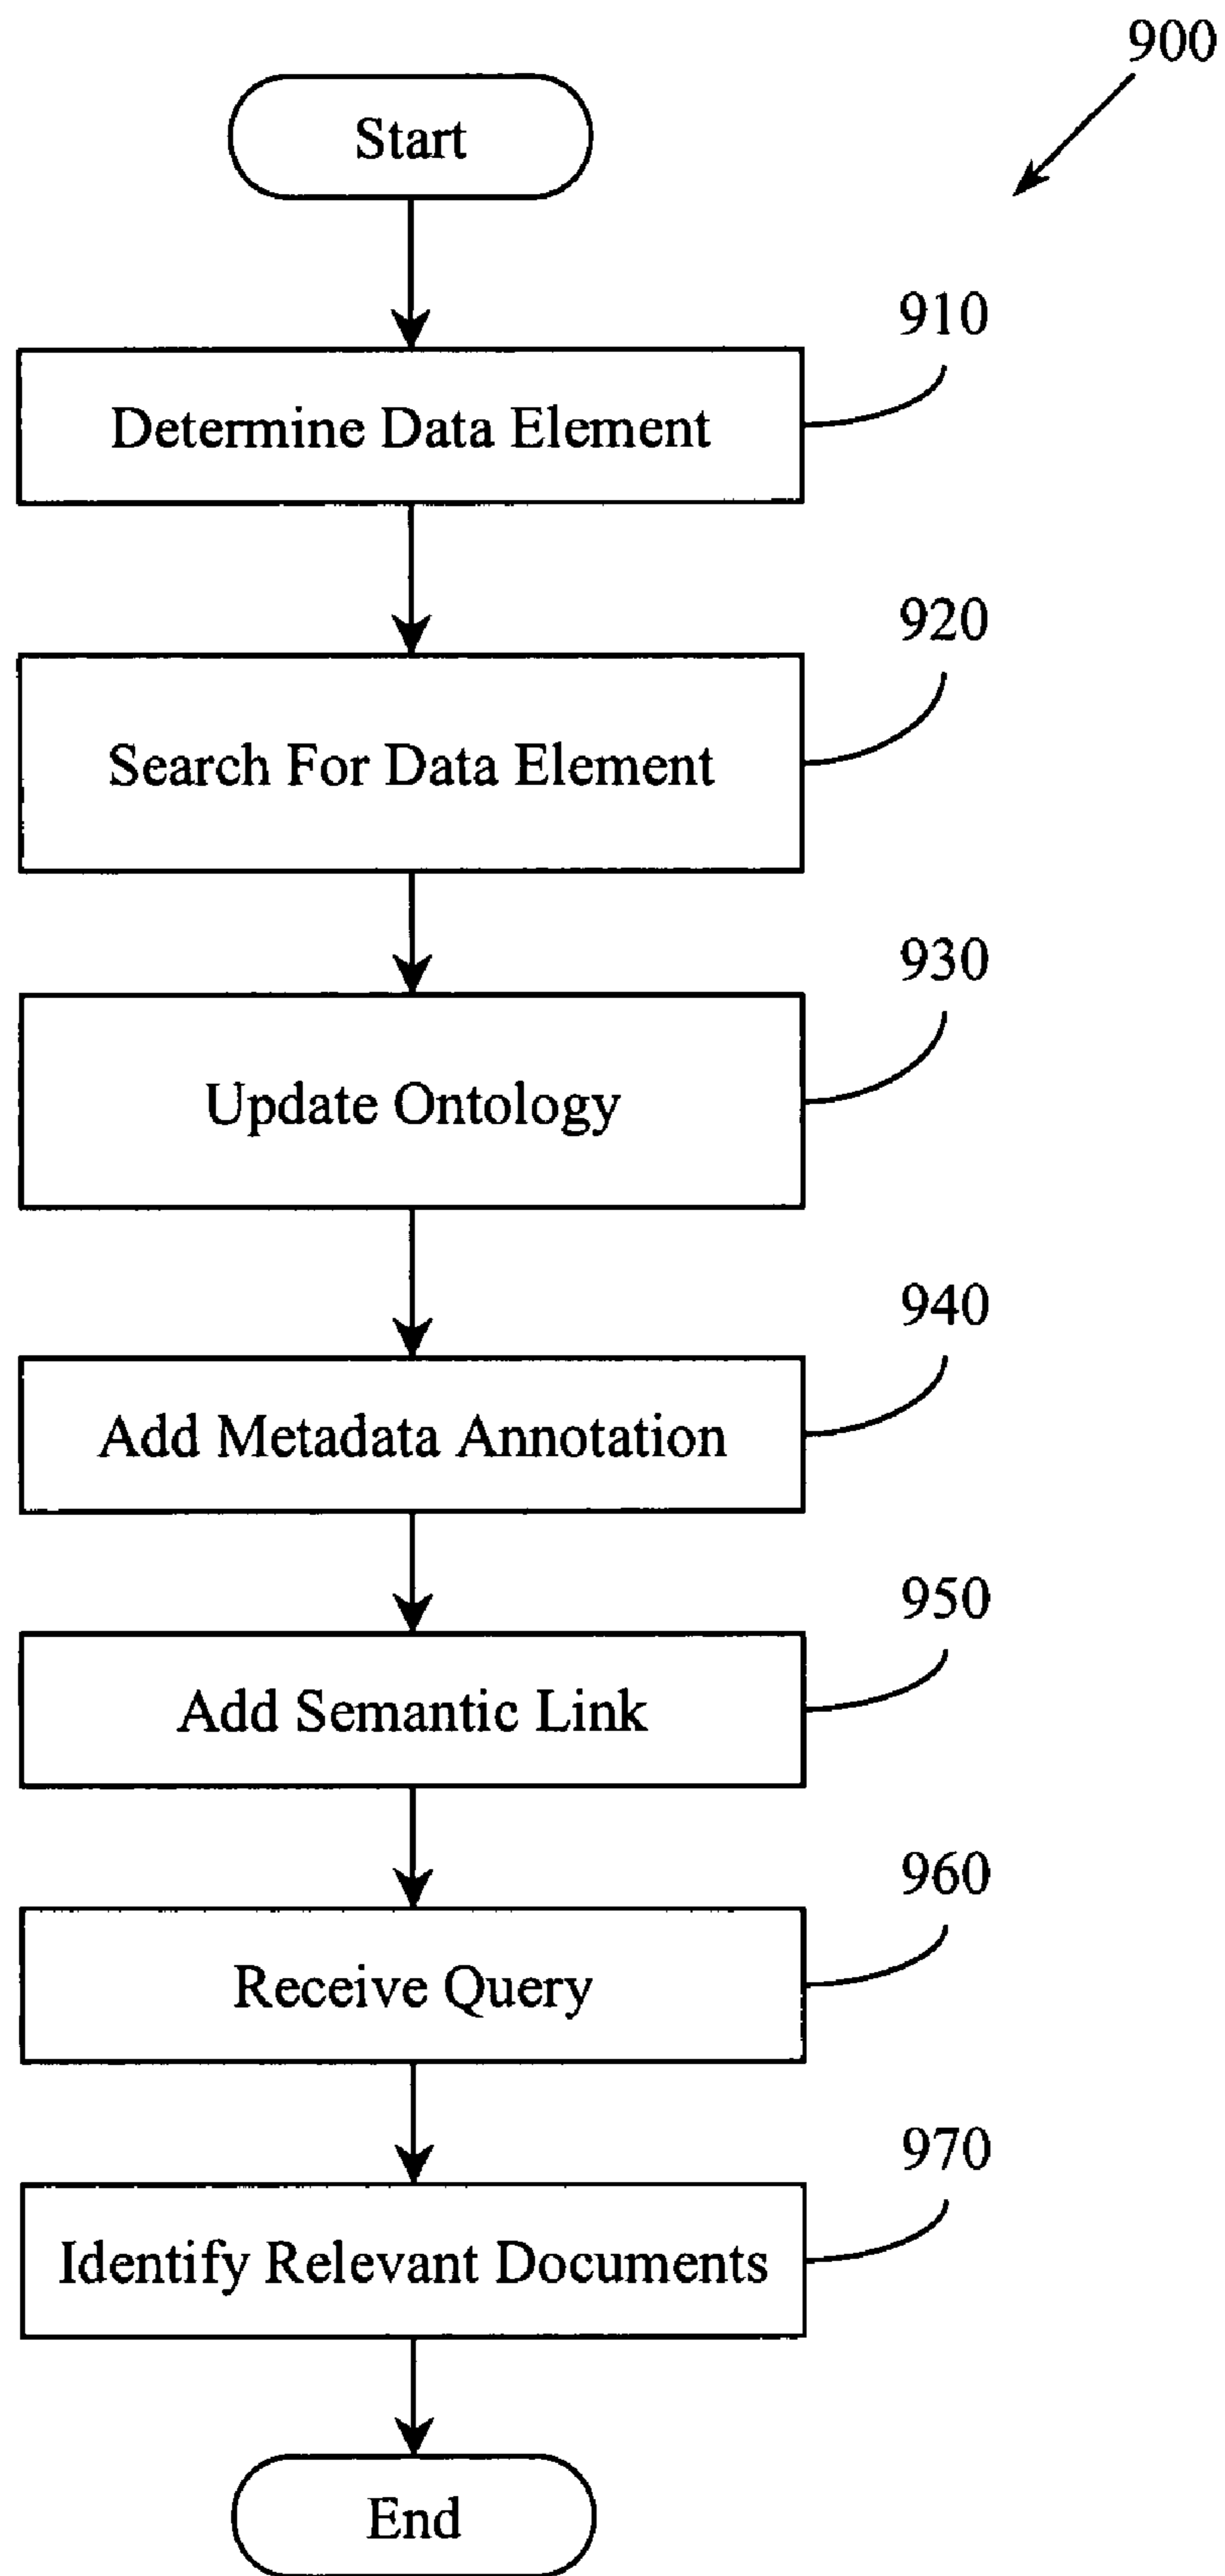 900
Start
910
Determine Data Element
920
Search For Data Element
930
Update Ontology
940
Add Metadata Annotation
950
Add Semantic Link
960
Receive Query
970
Identify Relevant Documents
End